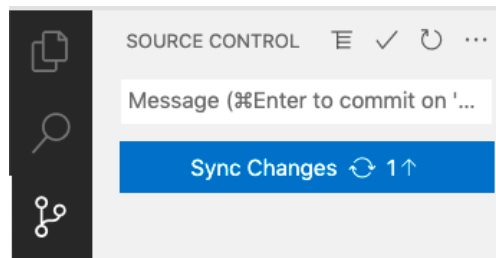 SOURCE CONTROL
Message (⌘Enter to commit on '...
Sync Changes 1↑